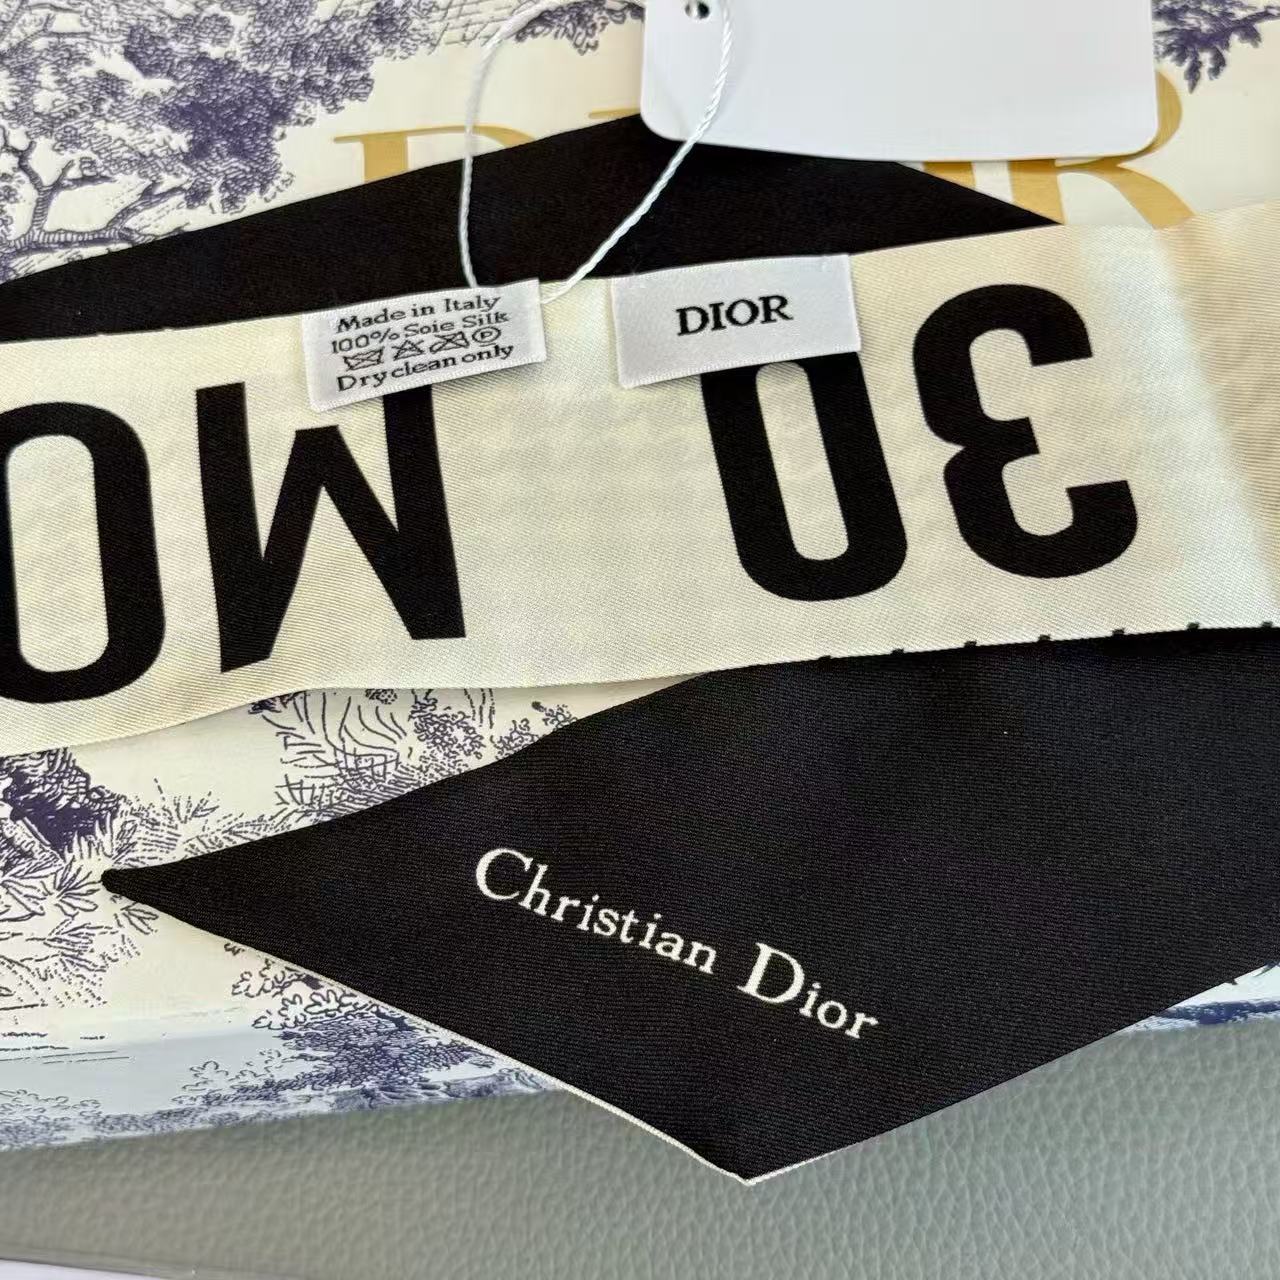 Made in Italy
100% Soie Silk
Dry clean only
DIOR
30 MO
Christian Dior